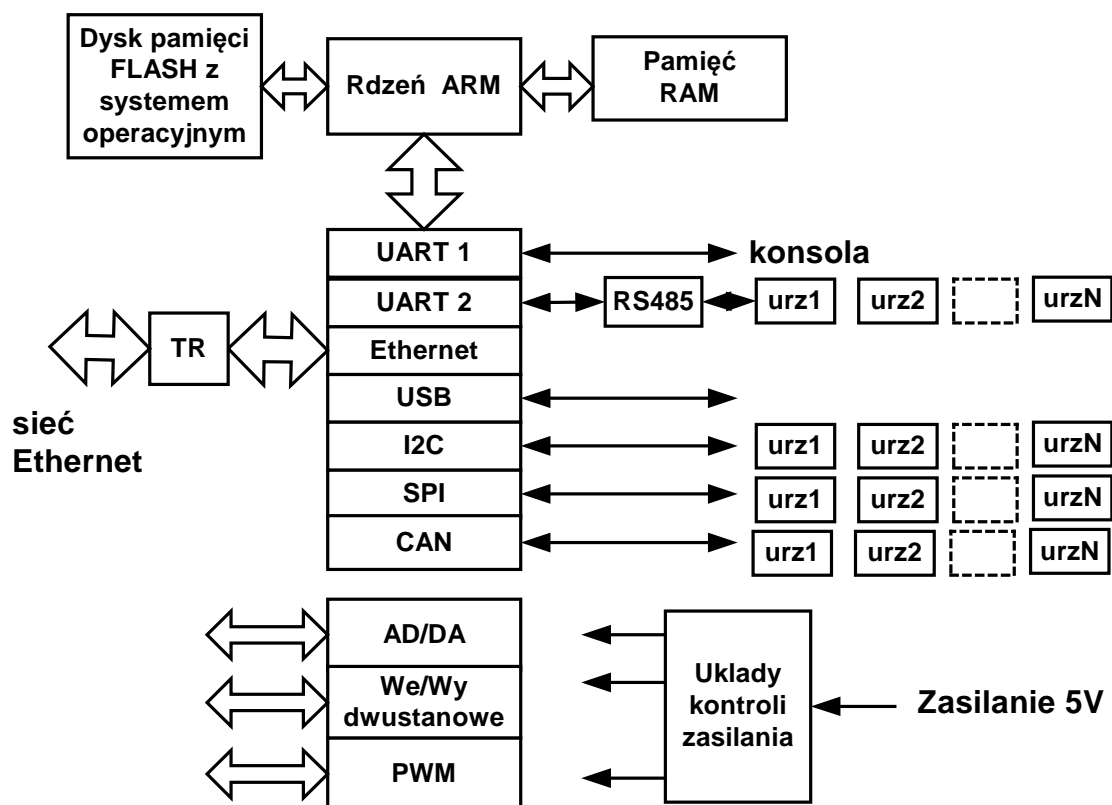 Dysk pamięci
FLASH z
systemem
operacyjnym
Rdzeń ARM
Pamięć
RAM
UART 1
konsola
UART 2
RS485
urz1
urz2
urzN
TR
Ethernet
sieć
Ethernet
USB
I2C
urz1
urz2
urzN
SPI
urz1
urz2
urzN
CAN
urz1
urz2
urzN
AD/DA
We/Wy
dwustanowe
PWM
Uklady
kontroli
zasilania
Zasilanie 5V